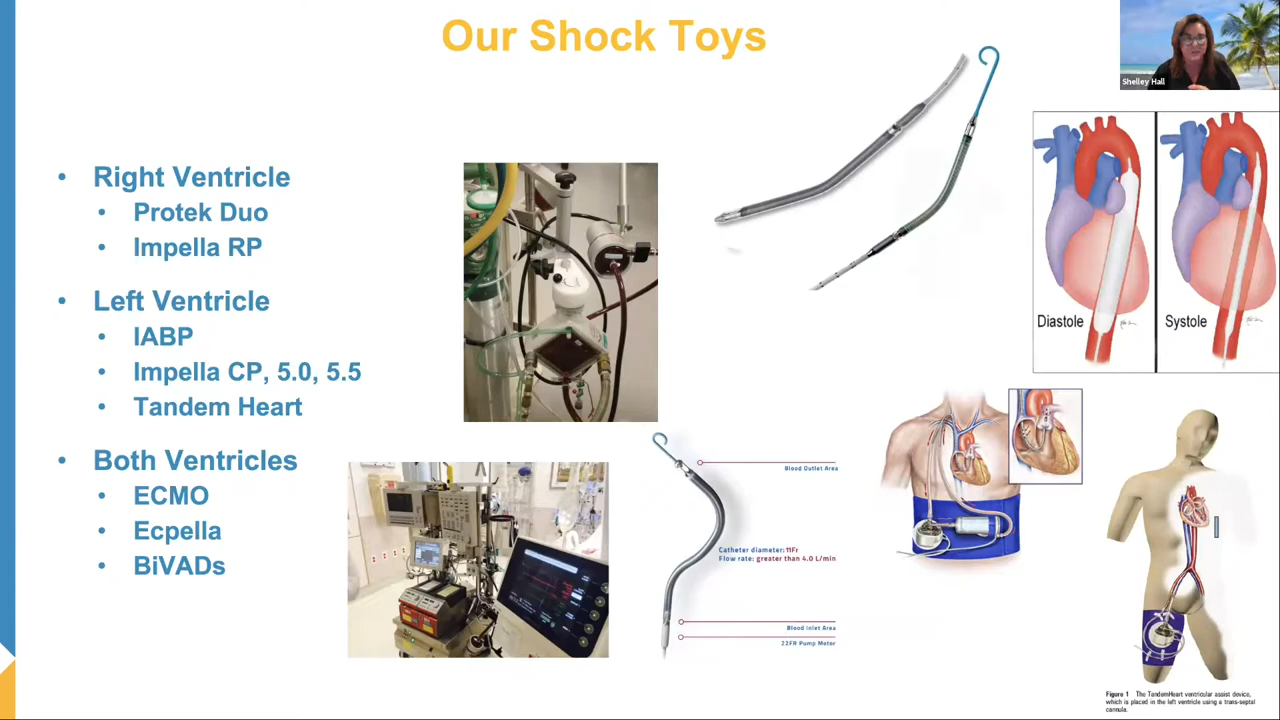 Our Shock Toys
Shelley Hall
• Right Ventricle
• Protek Duo
• Impella RP
• Left Ventricle
• IABP
• Impella CP, 5.0, 5.5
• Tandem Heart
• Both Ventricles
• ECMO
• Ecpella
• BiVADs
Diastole
Systole
Blood Outlet Area
Catheter diameter: 11Fr
Flow rate: greater than 4.0 L/min
Blood Inlet Area
22FR Pump Motor
Figure 1 The TandemHeart ventricular assist device,
which is placed in the left ventricle using a trans-septal
cannula.